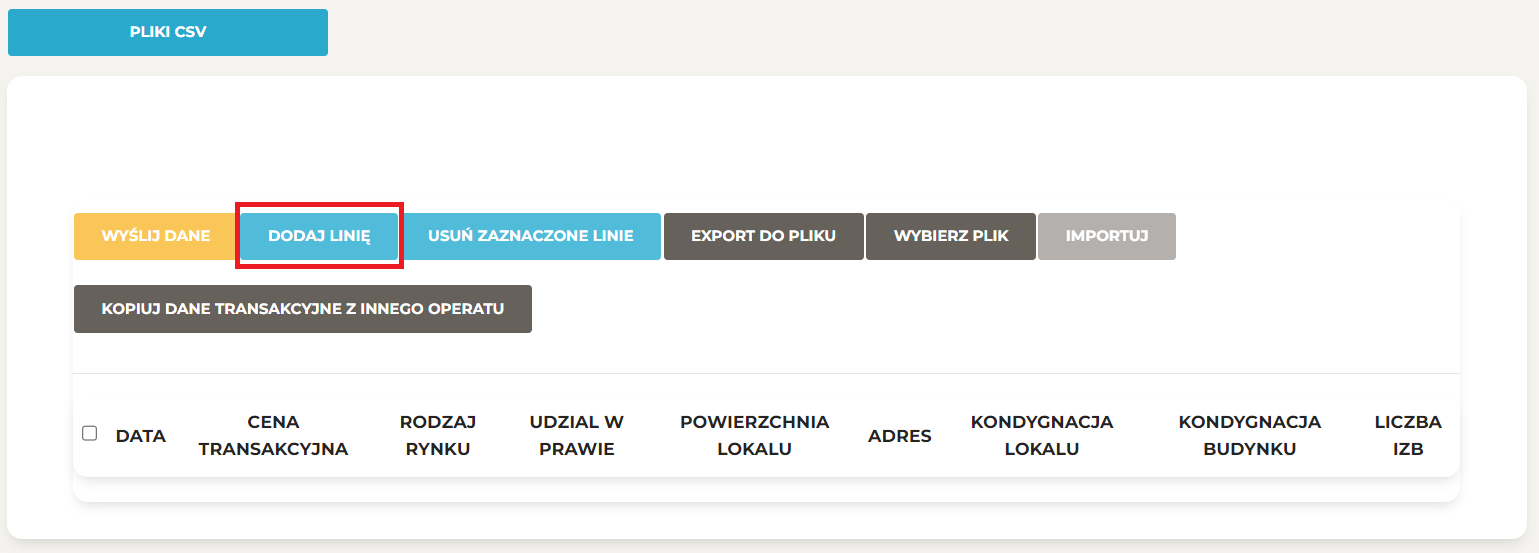 PLIKI CSV
WYŚLIJ DANE DODAJ LINIĘ USUŃ ZAZNACZONE LINIE EXPORT DO PLIKU WYBIERZ PLIK IMPORTUJ
KOPIUJ DANE TRANSAKCYJNE Z INNEGO OPERATU
DATA
CENA
TRANSAKCYJNA
RODZAJ
RYNKU
UDZIAL W
PRAWIE
POWIERZCHNIA
LOKALU
ADRES
KONDYGNACJA
LOKALU
KONDYGNACJA
BUDYNKU
LICZBA
IZB